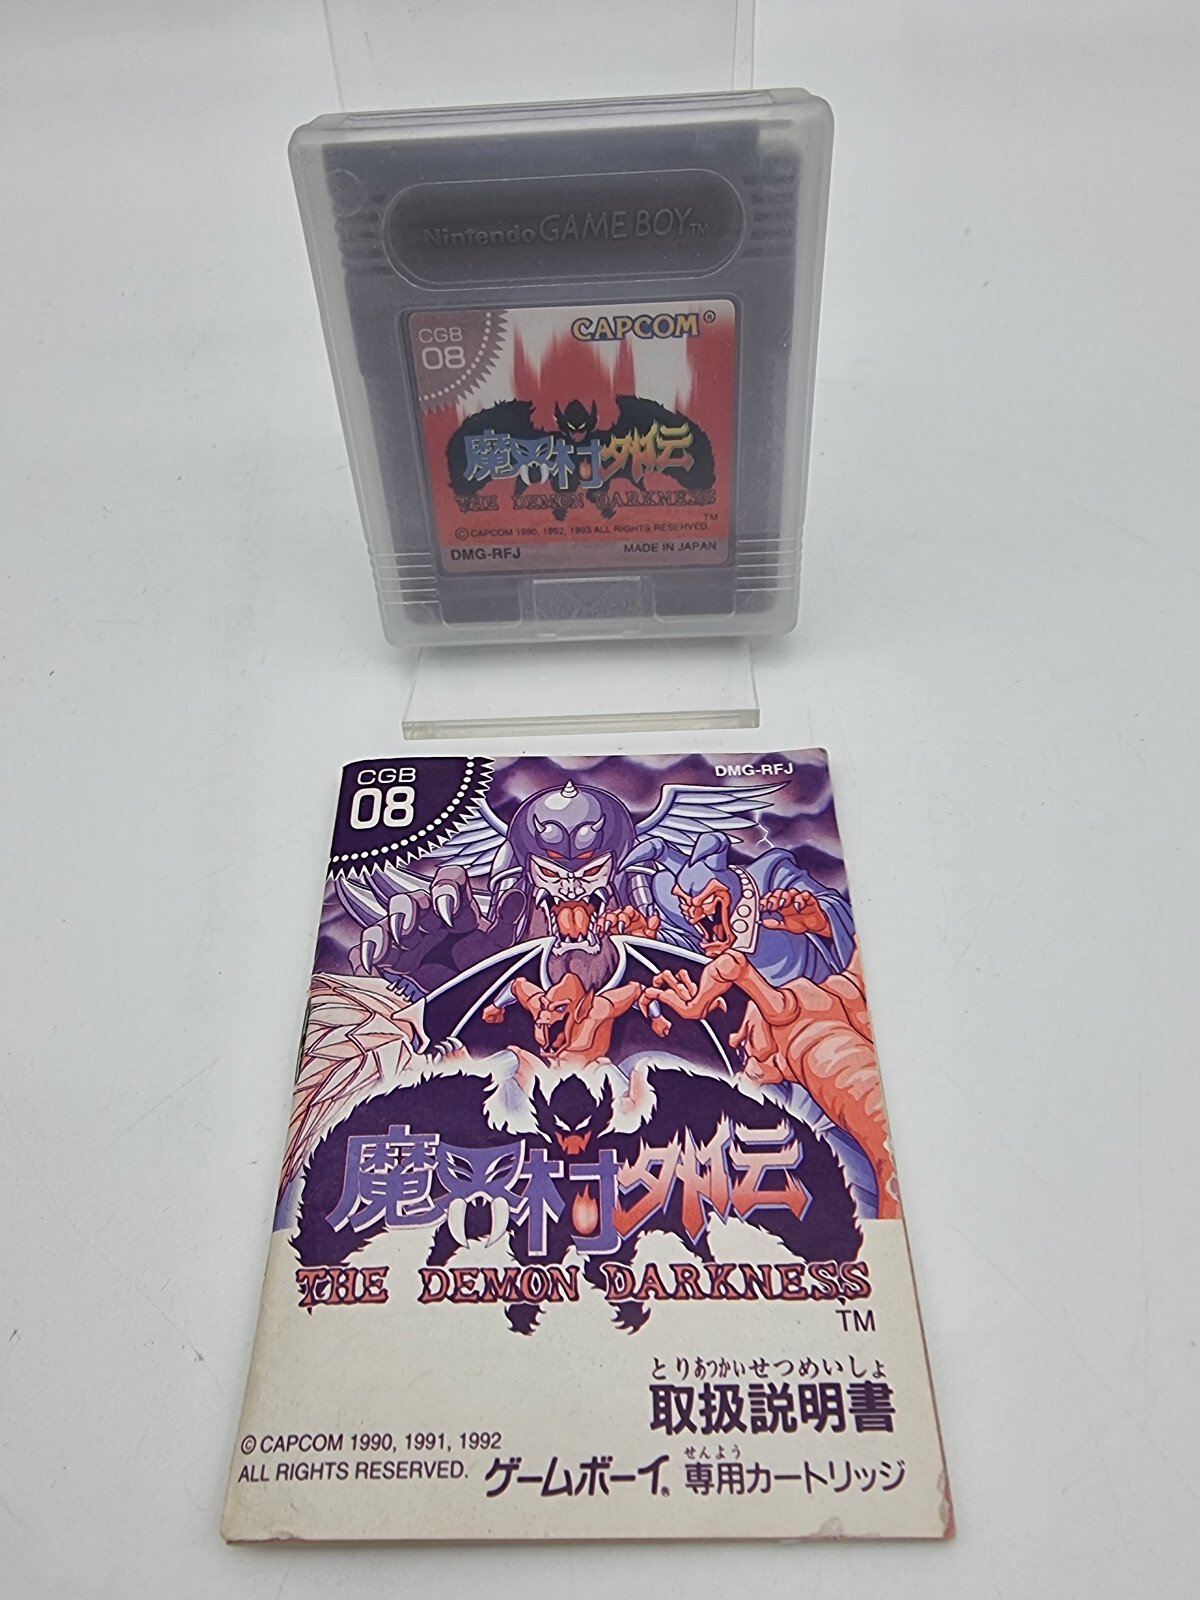 Nintendo GAME BOY™
CGB
08
CAPCOM®
魔界村外伝
THE DEMON DARKNESS
TM
© CAPCOM 1990, 1992, 1993 ALL RIGHTS RESERVED.
DMG-RFJ
MADE IN JAPAN
CGB
08
DMG-RFJ
魔界村外伝
THE DEMON DARKNESS
TM
とりあつかいせつめいしょ
取扱説明書
© CAPCOM 1990, 1991, 1992
ALL RIGHTS RESERVED.
せんよう
ゲームボーイ® 専用カートリッジ